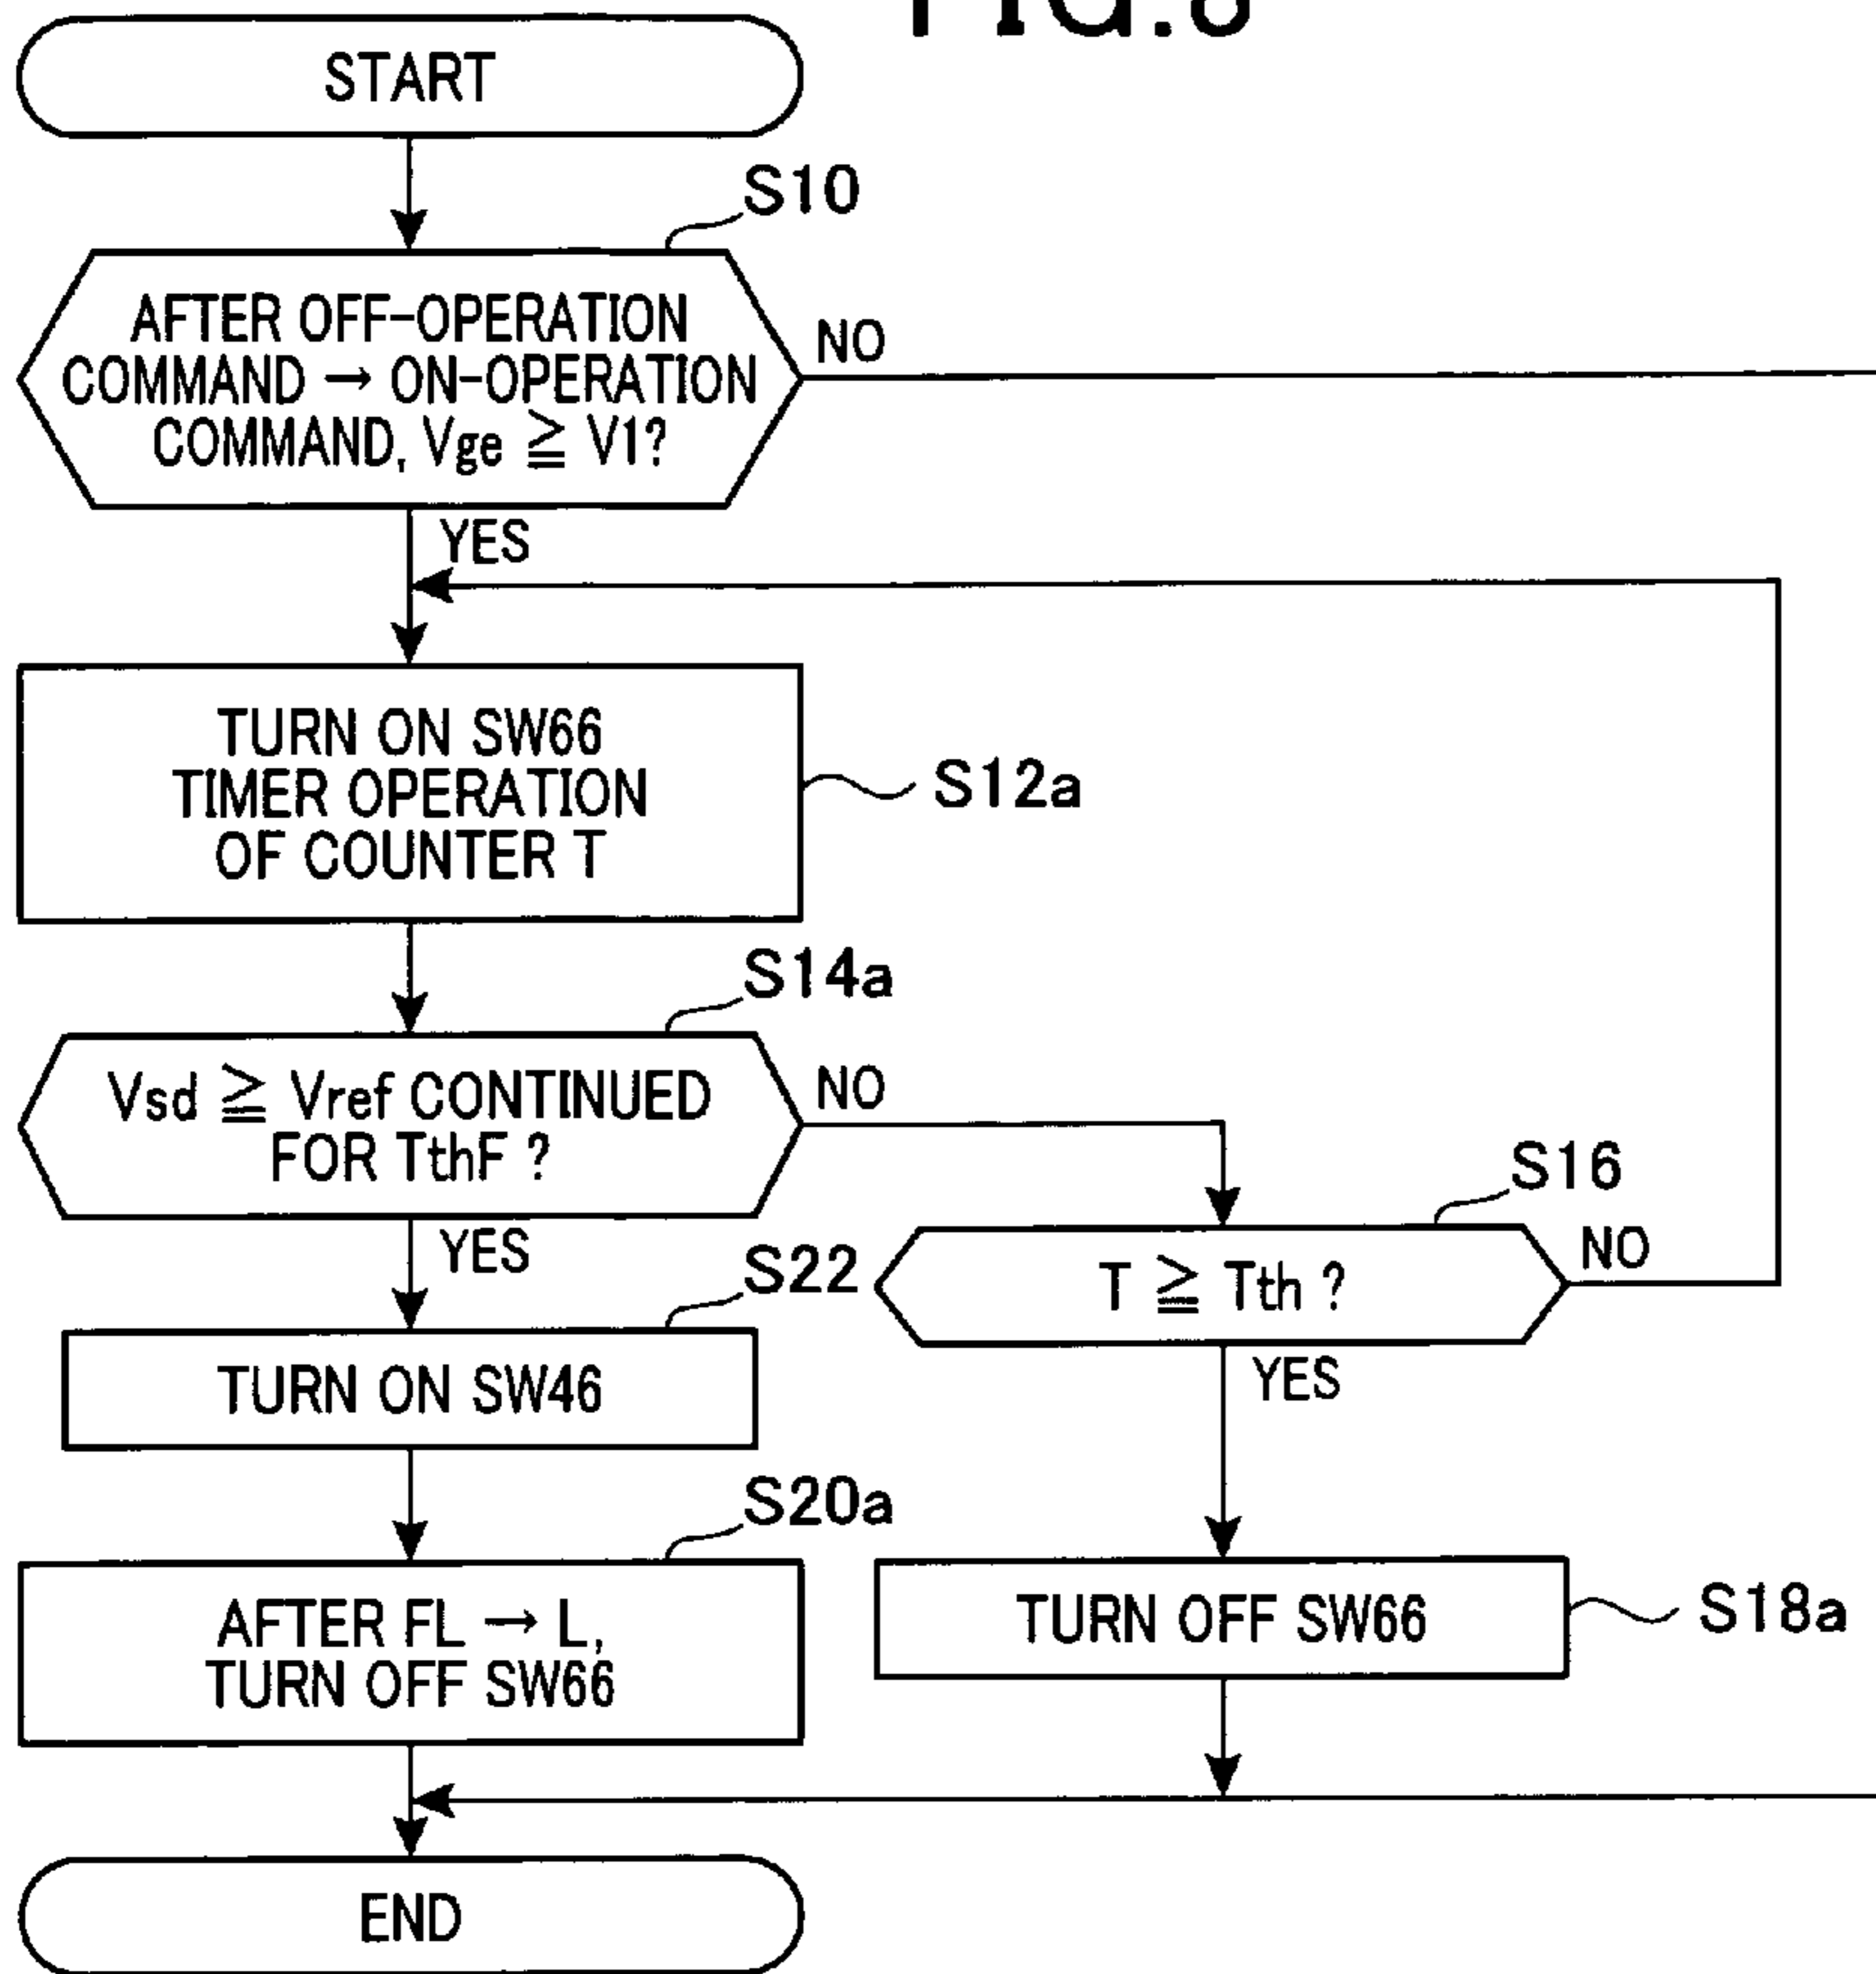 START
S10
AFTER OFF-OPERATION
COMMAND → ON-OPERATION
COMMAND, Vge ≧ V1?
NO
YES
TURN ON SW66
TIMER OPERATION
OF COUNTER T
S12a
S14a
Vsd ≧ Vref CONTINUED
FOR TthF ?
NO
YES
S16
T ≧ Tth ?
NO
YES
S22
TURN ON SW46
S20a
AFTER FL → L,
TURN OFF SW66
TURN OFF SW66
S18a
END